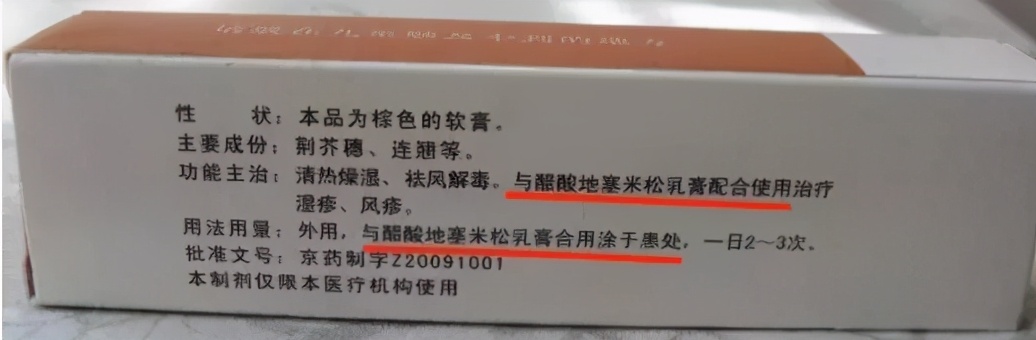 性　　状：本品为棕色的软膏。
主要成份：荆芥穗、连翘等。
功能主治：清热燥湿、祛风解毒。与醋酸地塞米松乳膏配合使用治疗
湿疹、风疹。
用法用量：外用，与醋酸地塞米松乳膏合用涂于患处，一日2～3次。
批准文号：京药制字Z20091001
本制剂仅限本医疗机构使用